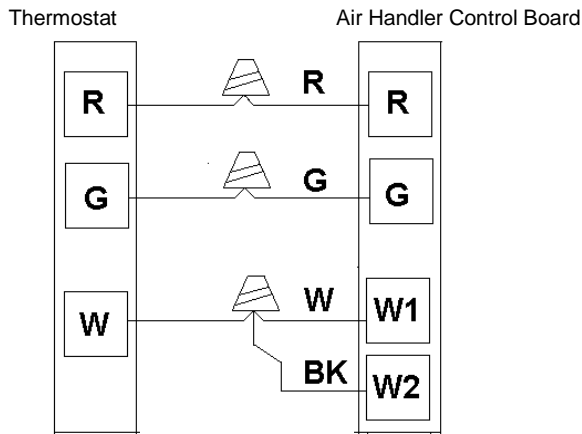 Thermostat Air Handler Control Board
R R R
G G G
W W W1
BK W2